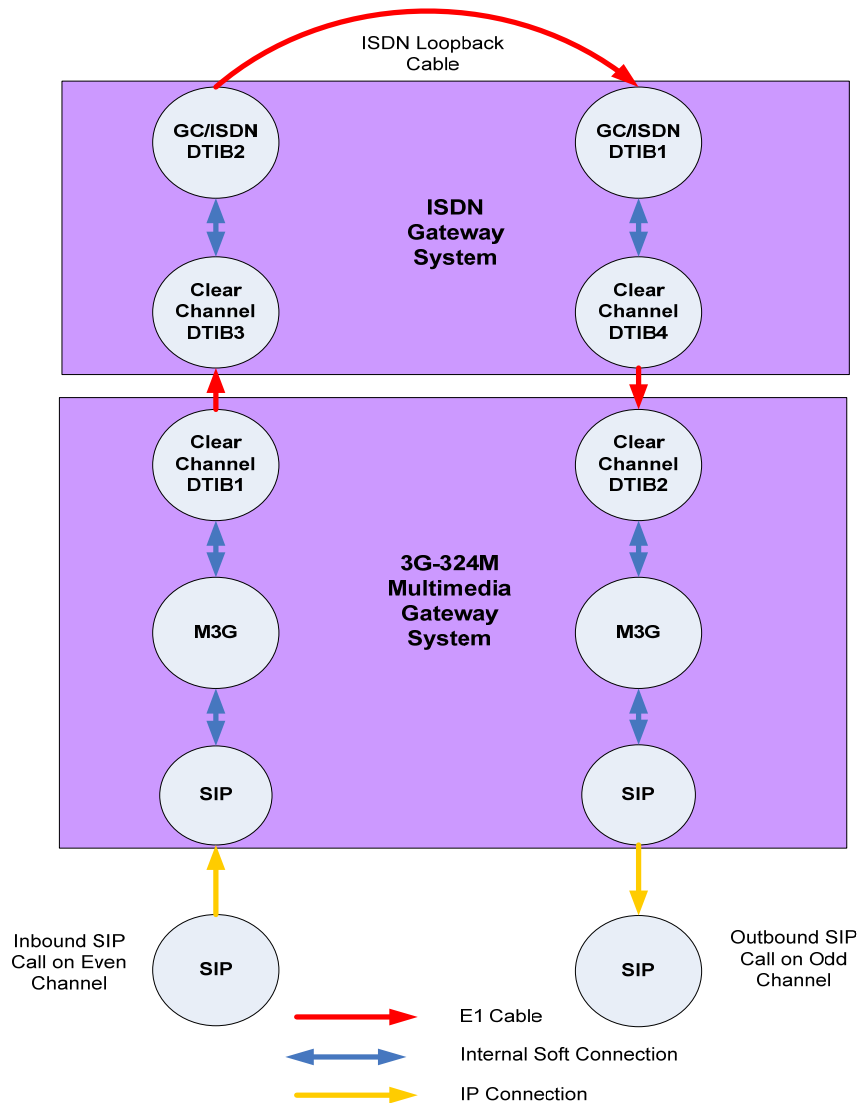 ISDN Loopback
Cable
GC/ISDN
DTIB2
GC/ISDN
DTIB1
ISDN
Gateway
System
Clear
Channel
DTIB3
Clear
Channel
DTIB4
Clear
Channel
DTIB1
Clear
Channel
DTIB2
3G-324M
Multimedia
Gateway
System
M3G
M3G
SIP
SIP
Inbound SIP
Call on Even
Channel
SIP
SIP
Outbound SIP
Call on Odd
Channel
E1 Cable
Internal Soft Connection
IP Connection